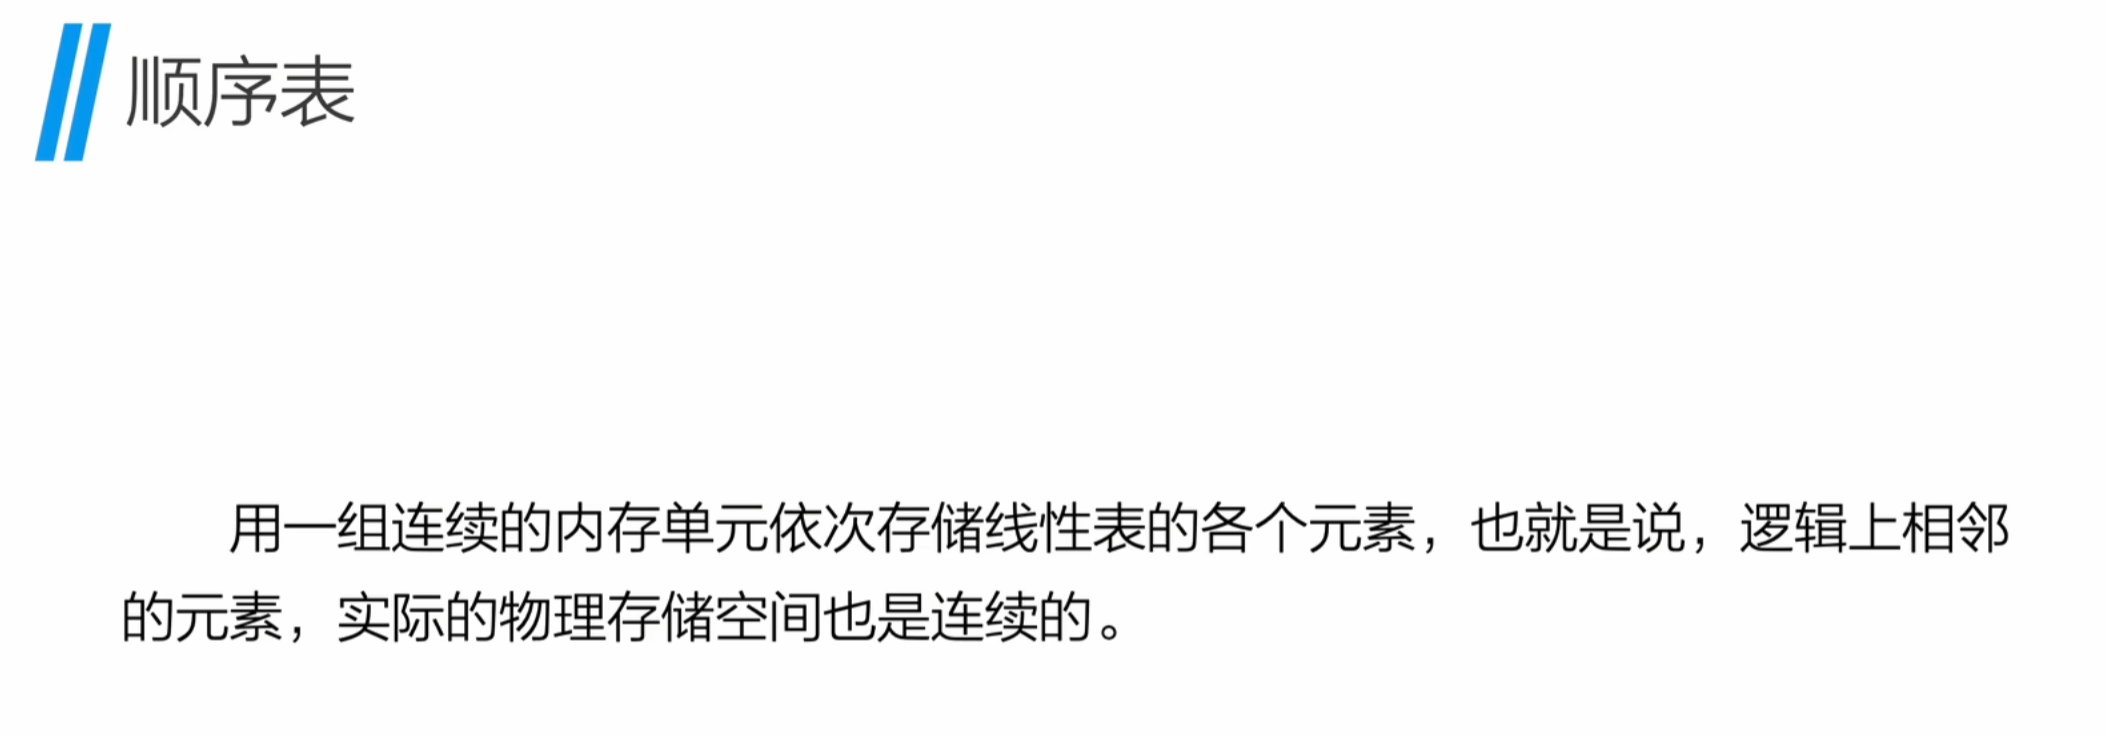 顺序表
用一组连续的内存单元依次存储线性表的各个元素，也就是说，逻辑上相邻
的元素，实际的物理存储空间也是连续的。